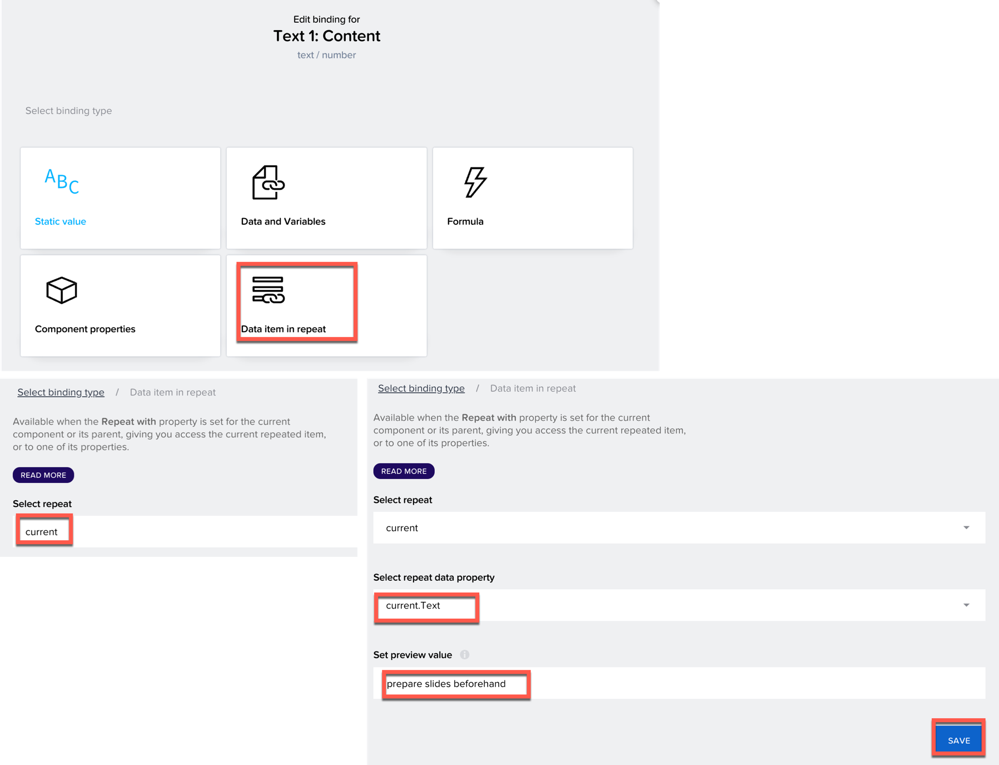 Edit binding for
Text 1: Content
text / number
Select binding type
ABC
Static value
Data and Variables
Formula
Component properties
Data item in repeat
Select binding type / Data item in repeat
Available when the Repeat with property is set for the current
component or its parent, giving you access the current repeated item,
or to one of its properties.
READ MORE
Select repeat
current
Select binding type / Data item in repeat
Available when the Repeat with property is set for the current
component or its parent, giving you access the current repeated item,
or to one of its properties.
READ MORE
Select repeat
current
Select repeat data property
current.Text
Set preview value
prepare slides beforehand
SAVE